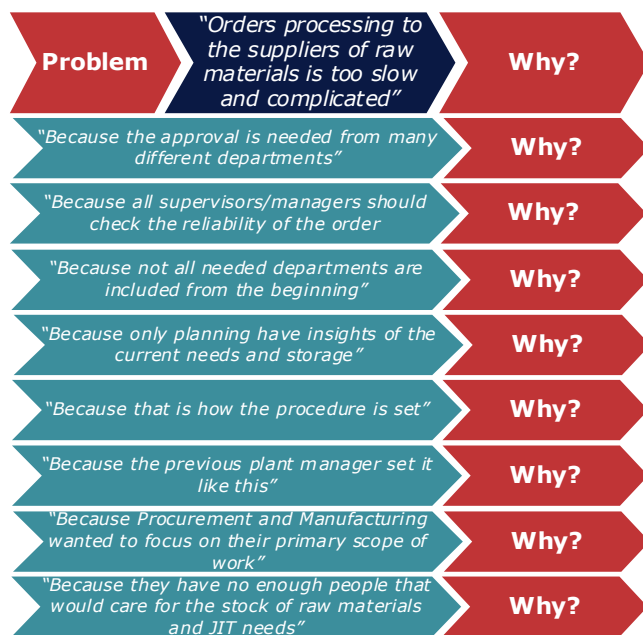 Problem
“Orders processing to
the suppliers of raw
materials is too slow
and complicated”
Why?
“Because the approval is needed from many
different departments”
Why?
“Because all supervisors/managers should
check the reliability of the order
Why?
“Because not all needed departments are
included from the beginning”
Why?
“Because only planning have insights of the
current needs and storage”
Why?
“Because that is how the procedure is set”
Why?
“Because the previous plant manager set it
like this”
Why?
“Because Procurement and Manufacturing
wanted to focus on their primary scope of
work”
Why?
“Because they have no enough people that
would care for the stock of raw materials
and JIT needs”
Why?